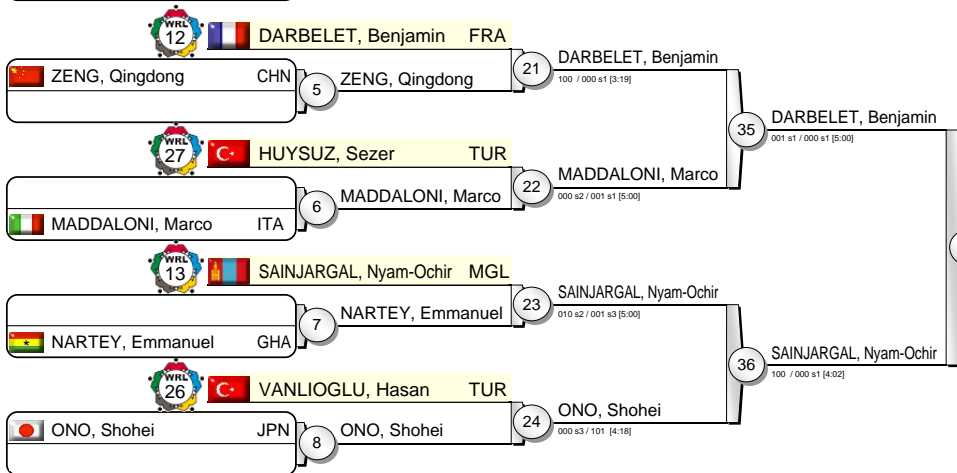 WRL 12 DARBELET, Benjamin FRA
ZENG, Qingdong CHN
5 ZENG, Qingdong
21 DARBELET, Benjamin
100 / 000 s1 [3:19]
WRL 27 HUYSUZ, Sezer TUR
MADDALONI, Marco ITA
6 MADDALONI, Marco
22 MADDALONI, Marco
000 s2 / 001 s1 [5:00]
35 DARBELET, Benjamin
001 s1 / 000 s1 [5:00]
WRL 13 SAINJARGAL, Nyam-Ochir MGL
NARTEY, Emmanuel GHA
7 NARTEY, Emmanuel
23 SAINJARGAL, Nyam-Ochir
010 s2 / 001 s3 [5:00]
WRL 26 VANLIOGLU, Hasan TUR
ONO, Shohei JPN
8 ONO, Shohei
24 ONO, Shohei
000 s3 / 101 [4:18]
36 SAINJARGAL, Nyam-Ochir
100 / 000 s1 [4:02]